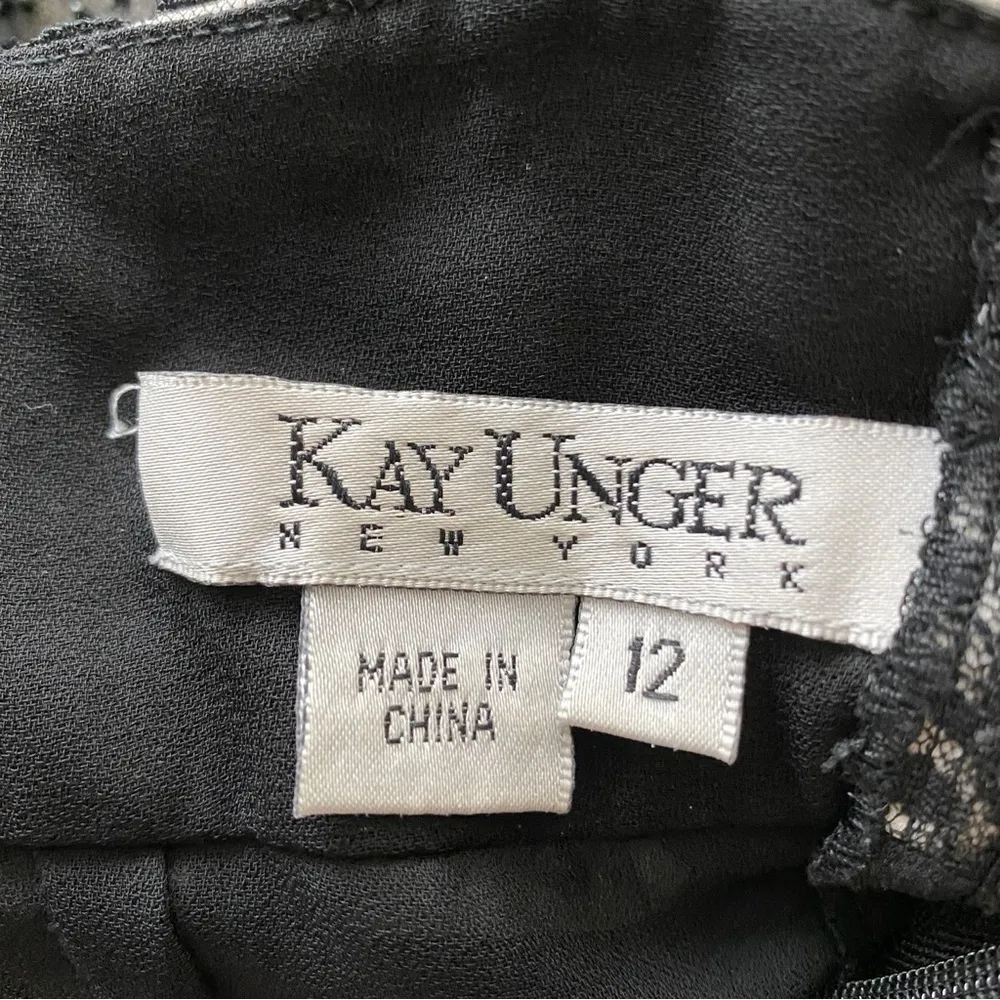 KAY UNGER
NEW YORK
MADE IN
CHINA
12